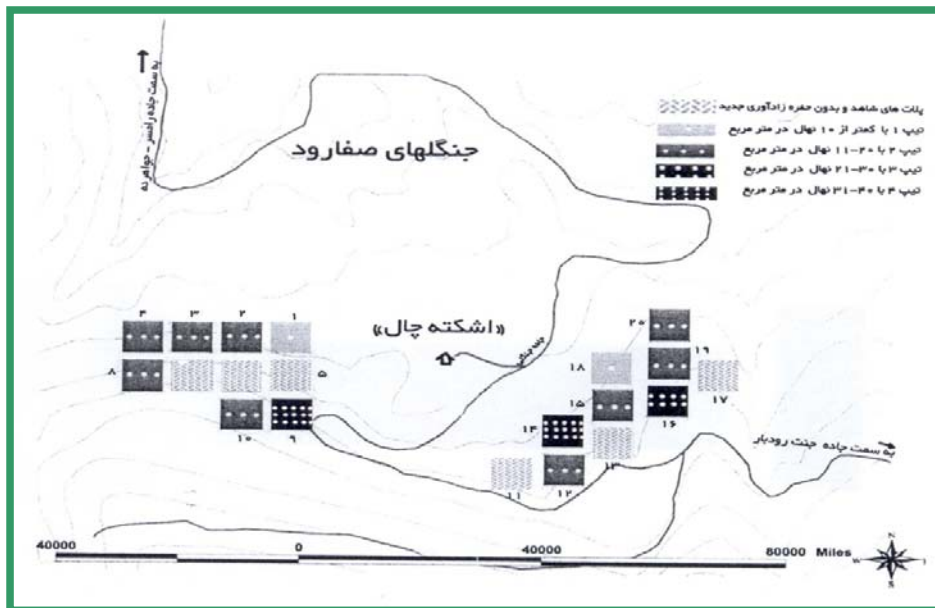 به سمت جاده رامسر - جواهرده
جنگلهای صفارود
پلات های شاهد و بدون حفره زادآوری جدید
تیپ ۱ با کمتر از ۱۰ نهال در متر مربع
تیپ ۲ با ۲۰-۱۱ نهال در متر مربع
تیپ ۳ با ۳۰-۲۱ نهال در متر مربع
تیپ ۴ با ۴۰-۳۱ نهال در متر مربع
«اشکته چال»
۴ ۳ ۲ ۱
۸ ۵
۱۰ ۹
۲۰
۱۹
۱۸
۱۷
۱۵
۱۶
۱۴
۱۳
۱۱ ۱۲
به سمت جاده جنت رودبار
40000 0 40000 80000 Miles
N
W
S